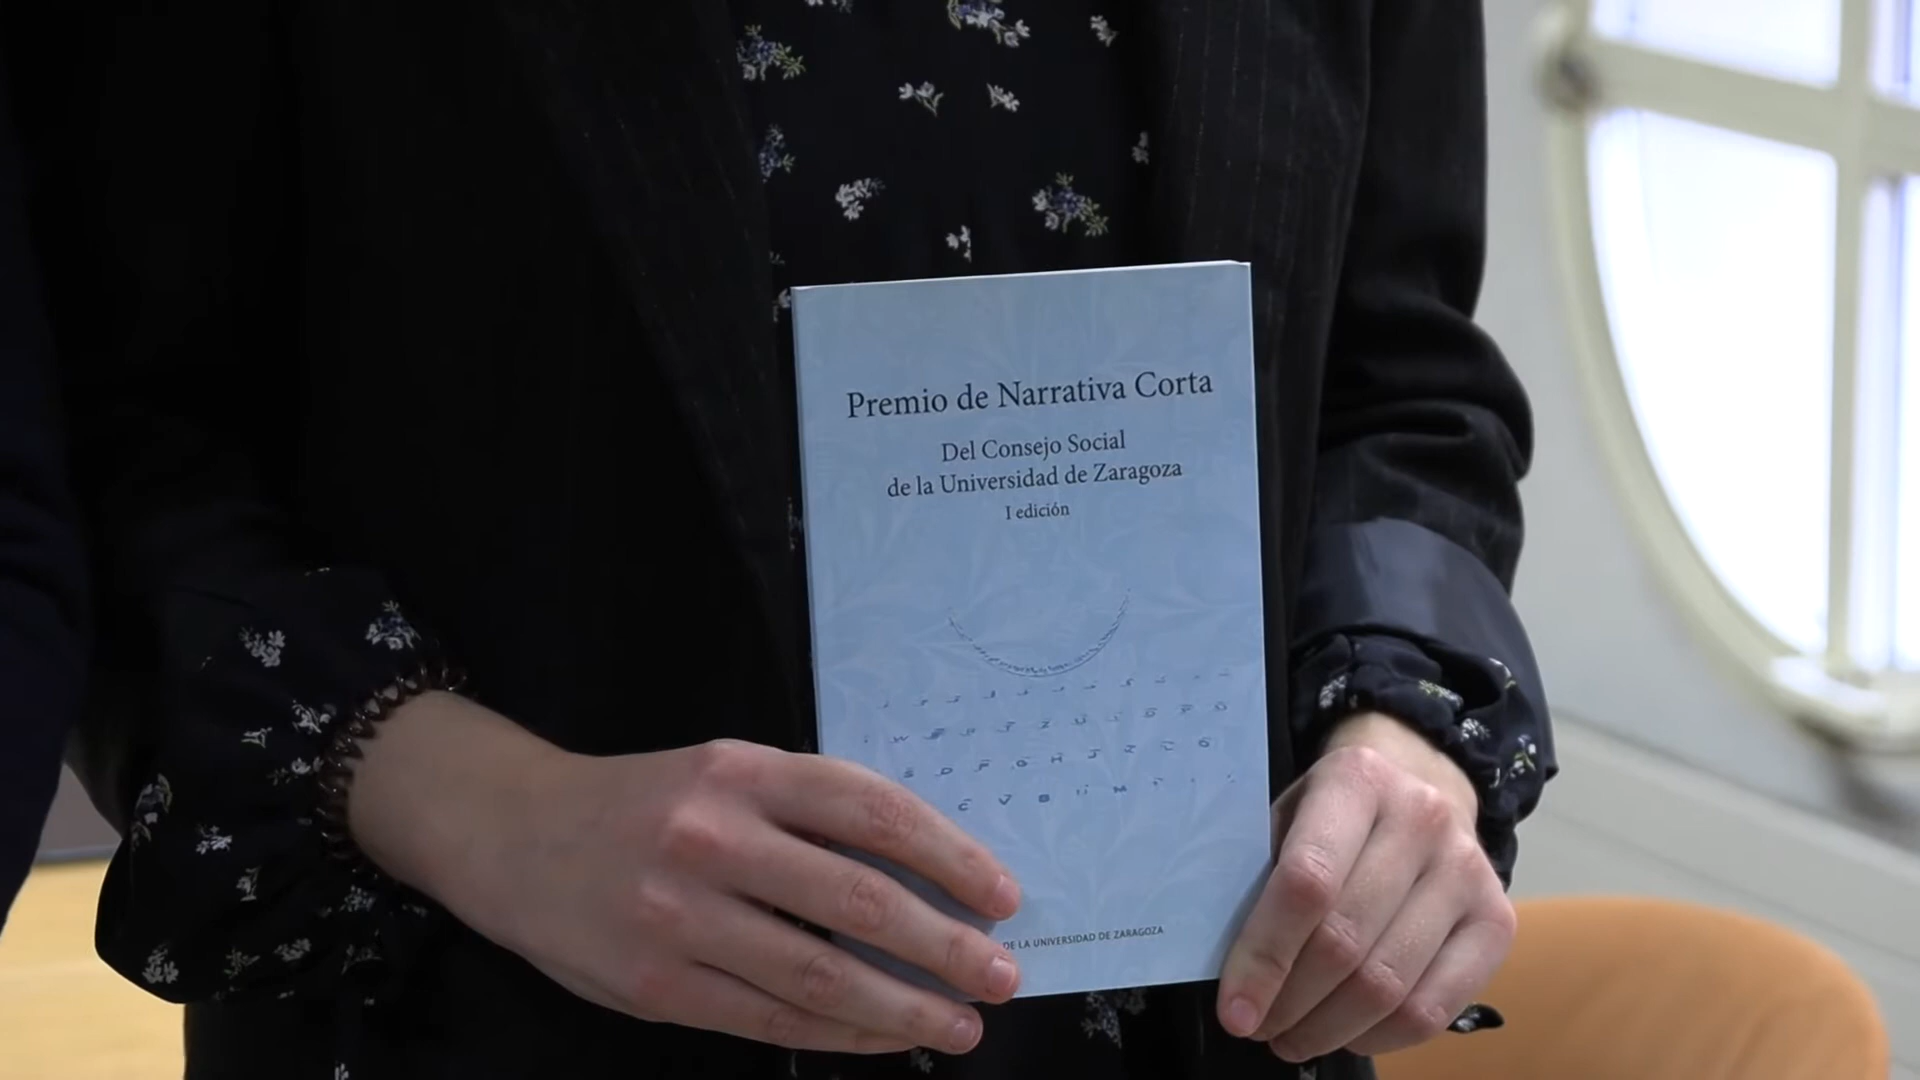 Premio de Narrativa Corta
Del Consejo Social
de la Universidad de Zaragoza
I edición
DE LA UNIVERSIDAD DE ZARAGOZA